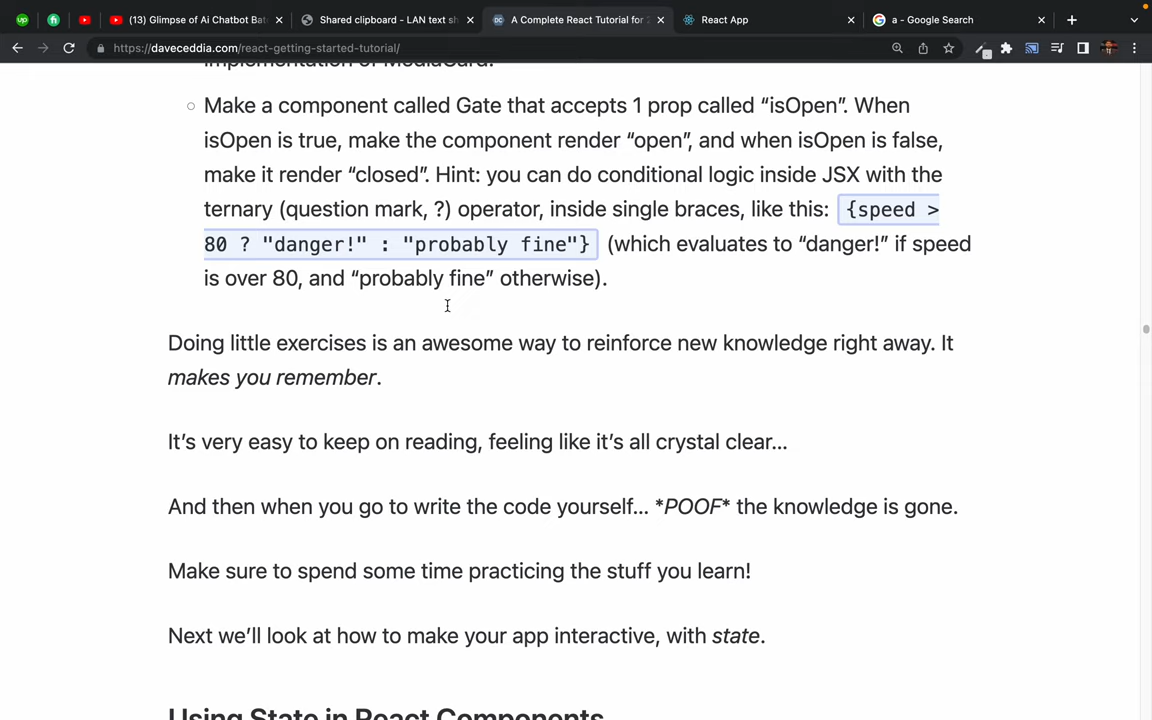 (13) Glimpse of Ai Chatbot Bat
Shared clipboard - LAN text sh
A Complete React Tutorial for 2
React App
a - Google Search
https://daveceddia.com/react-getting-started-tutorial/
implementation of MediaCard.
Make a component called Gate that accepts 1 prop called “isOpen”. When
isOpen is true, make the component render “open”, and when isOpen is false,
make it render “closed”. Hint: you can do conditional logic inside JSX with the
ternary (question mark, ?) operator, inside single braces, like this: {speed >
80 ? "danger!" : "probably fine"} (which evaluates to “danger!” if speed
is over 80, and “probably fine” otherwise).
Doing little exercises is an awesome way to reinforce new knowledge right away. It
makes you remember.
It’s very easy to keep on reading, feeling like it’s all crystal clear...
And then when you go to write the code yourself... *POOF* the knowledge is gone.
Make sure to spend some time practicing the stuff you learn!
Next we’ll look at how to make your app interactive, with state.
Using State in React Components